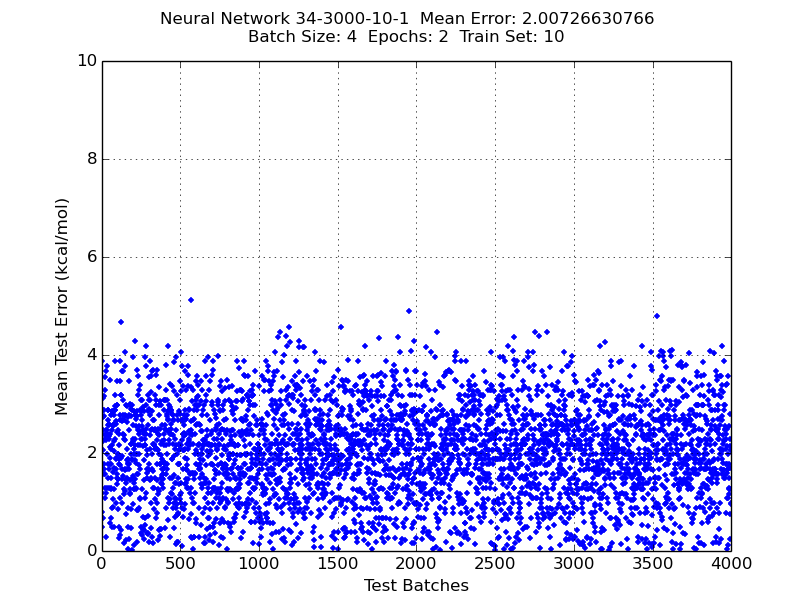 Neural Network 34-3000-10-1 Mean Error: 2.00726630766
Batch Size: 4 Epochs: 2 Train Set: 10
10
8
6
4
2
0
Mean Test Error (kcal/mol)
0 500 1000 1500 2000 2500 3000 3500 4000
Test Batches